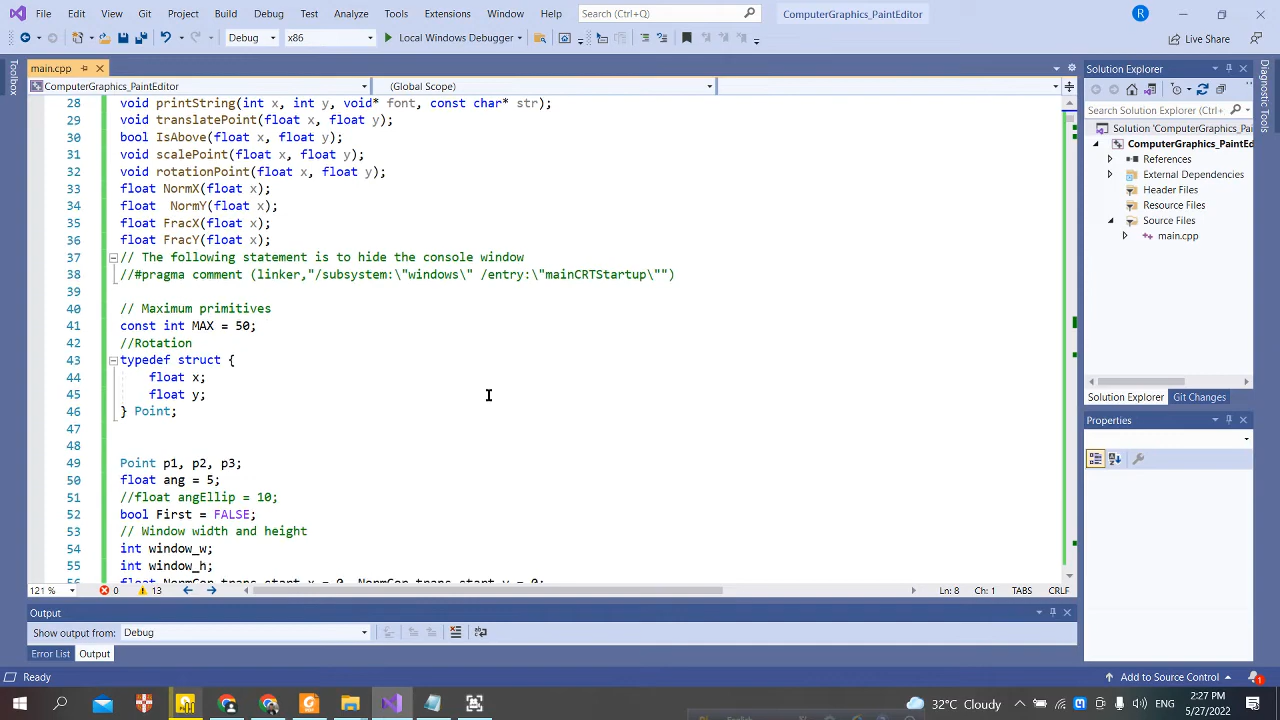 File Edit View Git Project Build Debug Test Analyze Tools Extensions Window Help Search (Ctrl+Q) ComputerGraphics_PaintEditor R
Debug x86 Local Windows Debugger Live Share
Toolbox
main.cpp
ComputerGraphics_PaintEditor (Global Scope)
28 void printString(int x, int y, void* font, const char* str);
29 void translatePoint(float x, float y);
30 bool IsAbove(float x, float y);
31 void scalePoint(float x, float y);
32 void rotationPoint(float x, float y);
33 float NormX(float x);
34 float  NormY(float x);
35 float FracX(float x);
36 float FracY(float x);
37 // The following statement is to hide the console window
38 //#pragma comment (linker,"/subsystem:\"windows\" /entry:\"mainCRTStartup\"")
39
40 // Maximum primitives
41 const int MAX = 50;
42 //Rotation
43 typedef struct {
44 float x;
45 float y;
46 } Point;
47
48
49 Point p1, p2, p3;
50 float ang = 5;
51 //float angEllip = 10;
52 bool First = FALSE;
53 // Window width and height
54 int window_w;
55 int window_h;
121 % 0 13 Ln: 8 Ch: 1 TABS CRLF
Output
Show output from: Debug
Error List Output
Ready Add to Source Control 1
Solution Explorer
Search Solution Explorer (Ctrl+
Solution 'ComputerGraphics_Pai
ComputerGraphics_PaintEd
References
External Dependencies
Header Files
Resource Files
Source Files
main.cpp
Solution Explorer Git Changes
Properties
Diagnostic Tools
32°C Cloudy
2:27 PM
5/27/2022